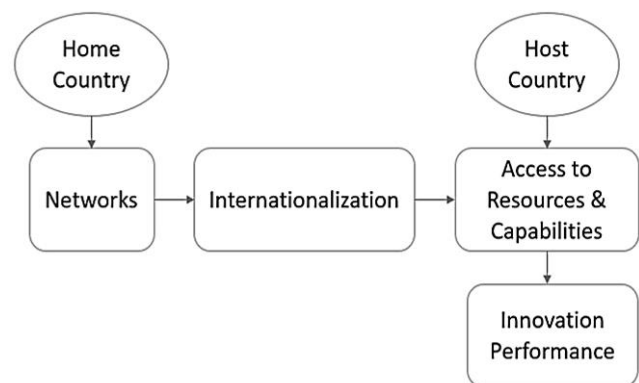 Home
Country
Host
Country
Networks
Internationalization
Access to
Resources &
Capabilities
Innovation
Performance